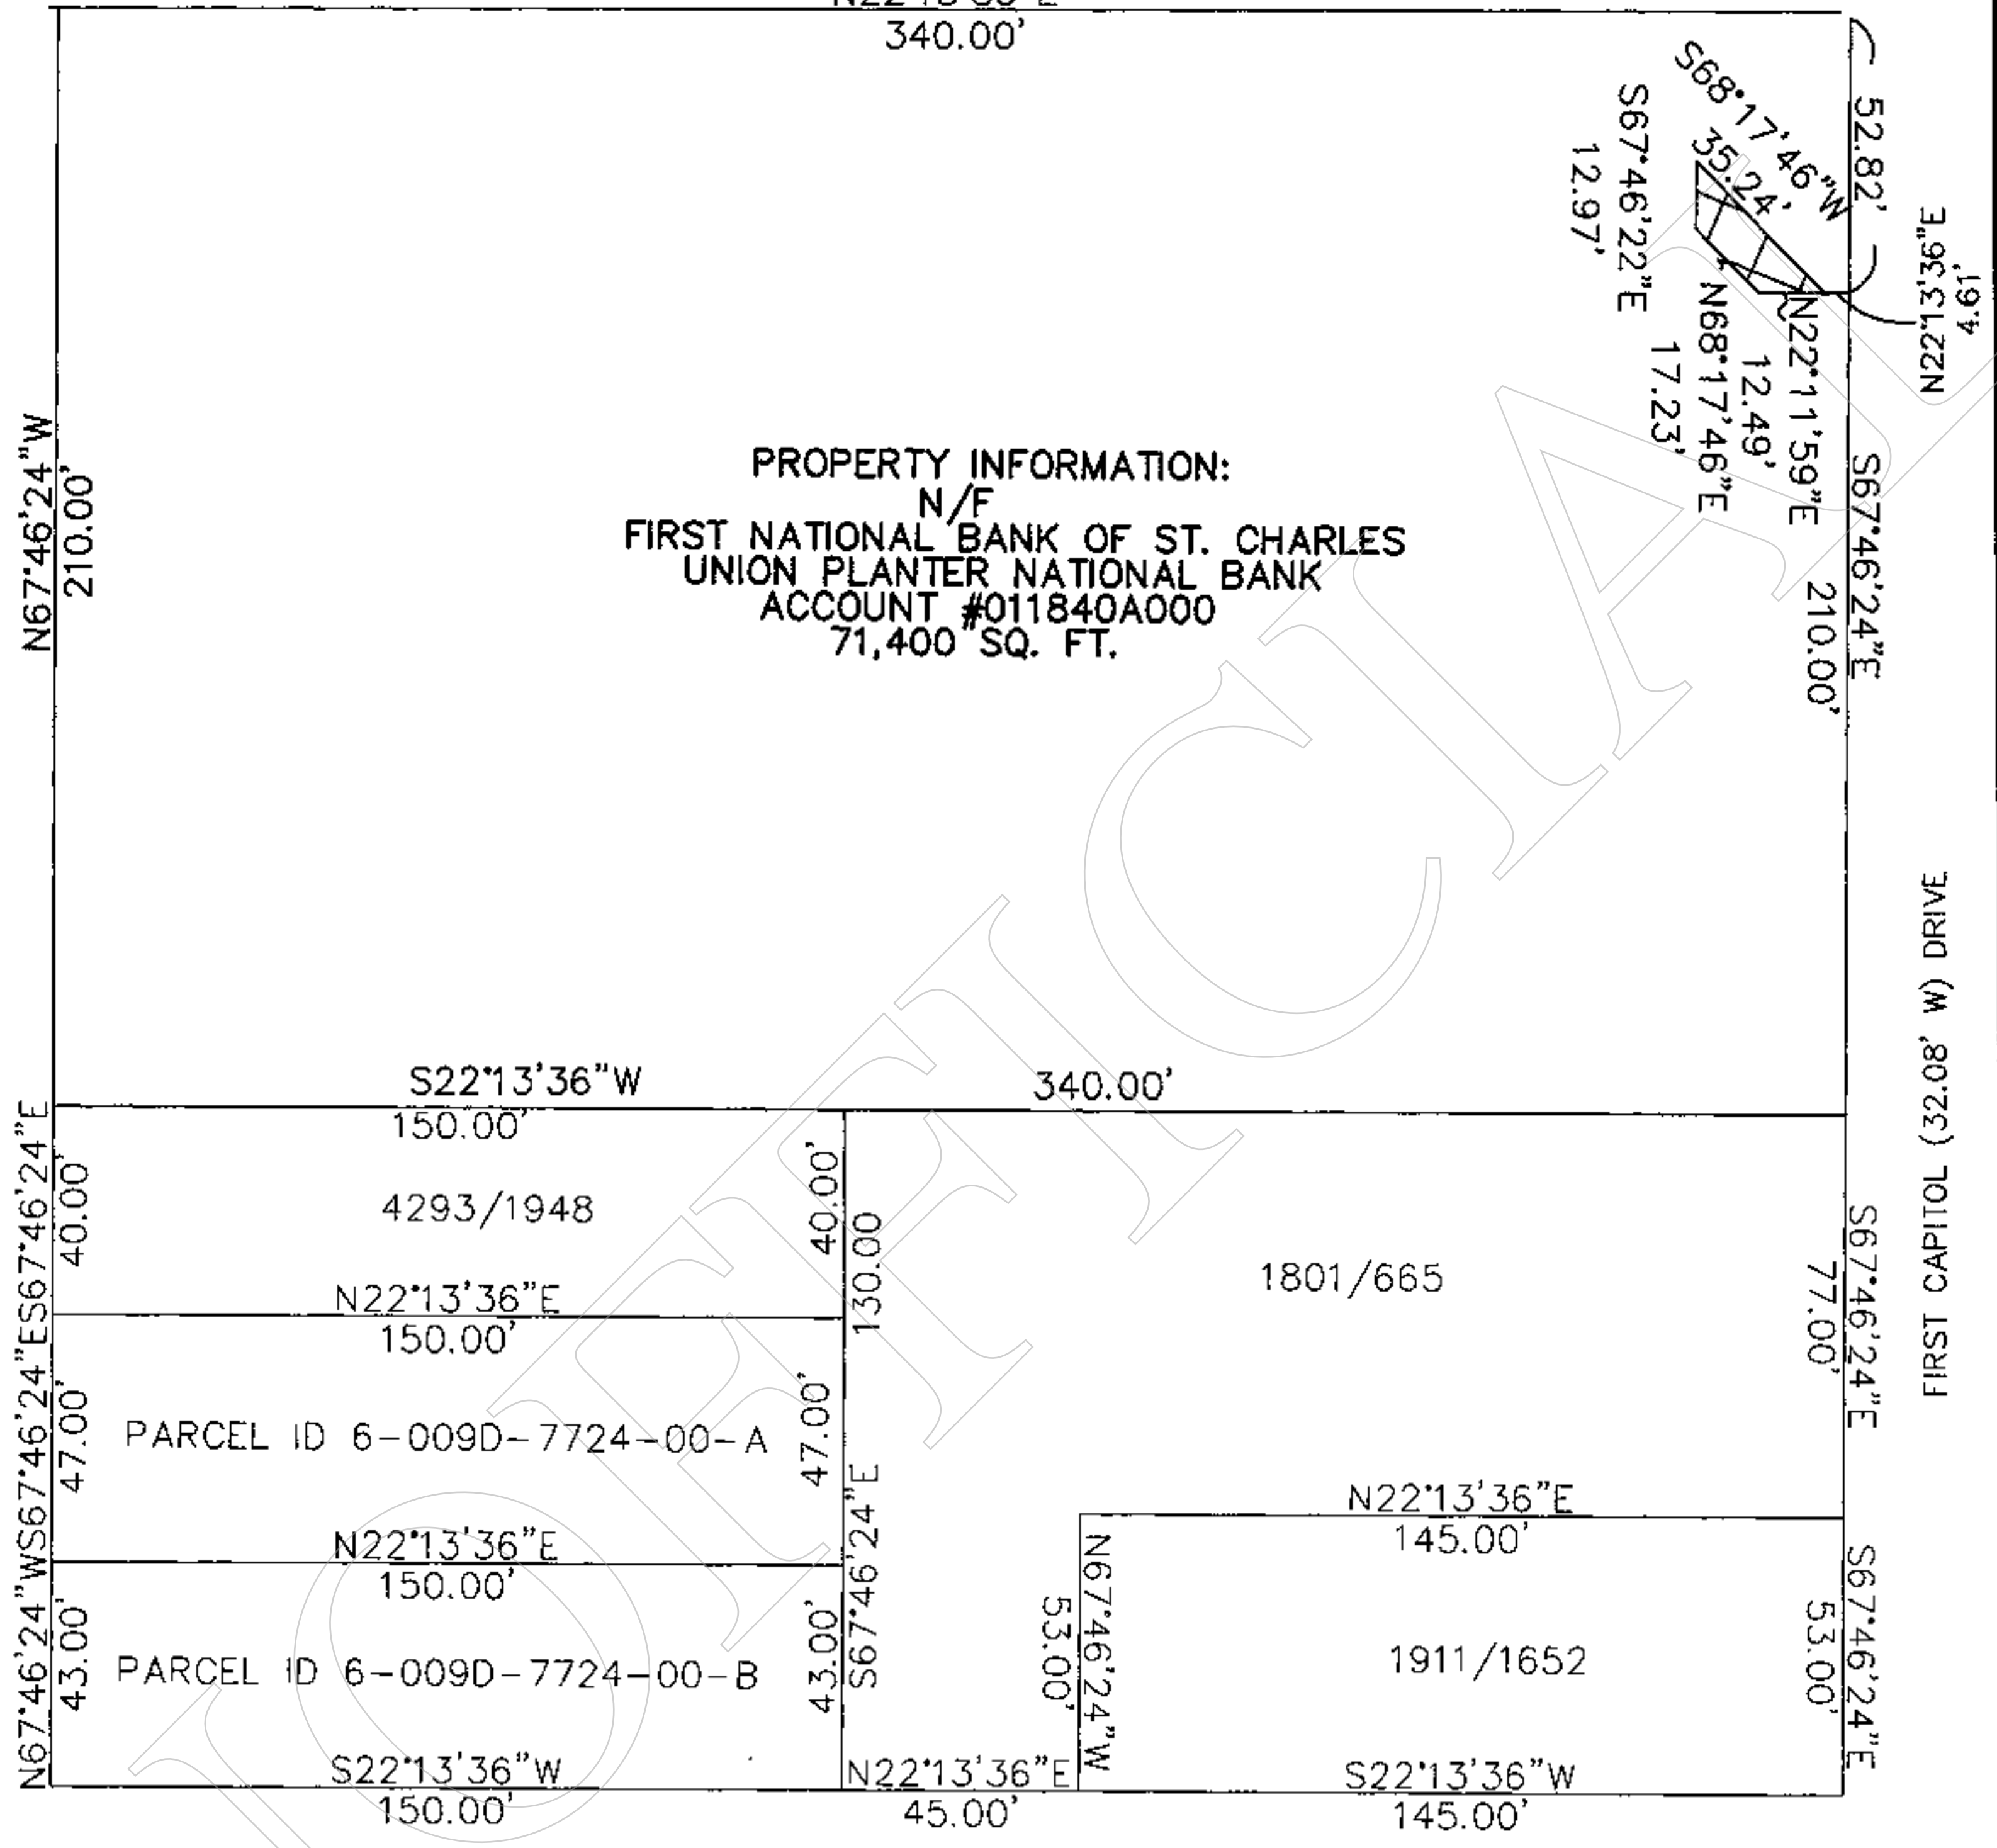 340.00'
52.82'
S68°17'46"W
35.24'
S67°46'22"E
12.97'
N22°13'36"E
4.61'
N22°11'59"E
12.49'
N68°17'46"E
17.23'
S67°46'24"E
210.00'
N67°46'24"W
210.00'
PROPERTY INFORMATION:
N/F
FIRST NATIONAL BANK OF ST. CHARLES
UNION PLANTER NATIONAL BANK
ACCOUNT #011840A000
71,400 SQ. FT.
FIRST CAPITOL (32.08' W) DRIVE
S22°13'36"W
340.00'
150.00'
S67°46'24"E
40.00'
4293/1948
40.00'
130.00
1801/665
S67°46'24"E
77.00'
N22°13'36"E
150.00'
S67°46'24"E
47.00'
PARCEL ID 6-009D-7724-00-A
47.00'
S67°46'24"E
N22°13'36"E
145.00'
N22°13'36"E
150.00'
N67°46'24"W
43.00'
PARCEL ID 6-009D-7724-00-B
43.00'
N67°46'24"W
53.00'
1911/1652
S67°46'24"E
53.00'
S22°13'36"W
150.00'
N22°13'36"E
45.00'
S22°13'36"W
145.00'